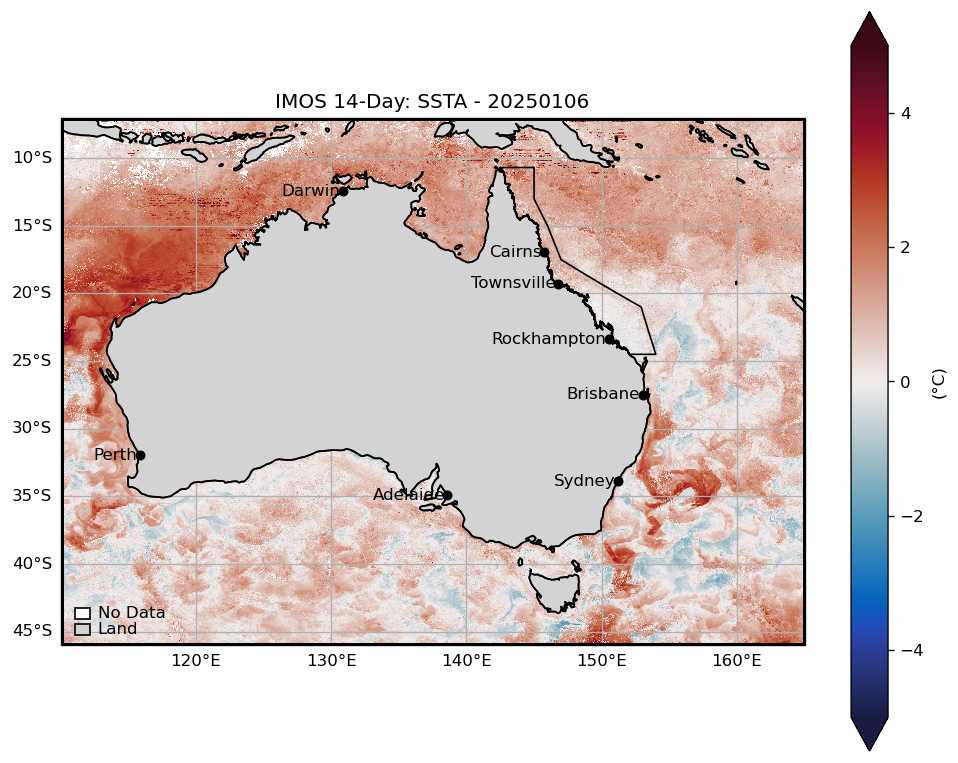 IMOS 14-Day: SSTA - 20250106
10°S
15°S
20°S
25°S
30°S
35°S
40°S
45°S
Darwin
Cairns
Townsville
Rockhampton
Brisbane
Perth
Sydney
Adelaide
No Data
Land
120°E
130°E
140°E
150°E
160°E
4
2
0
−2
−4
(°C)